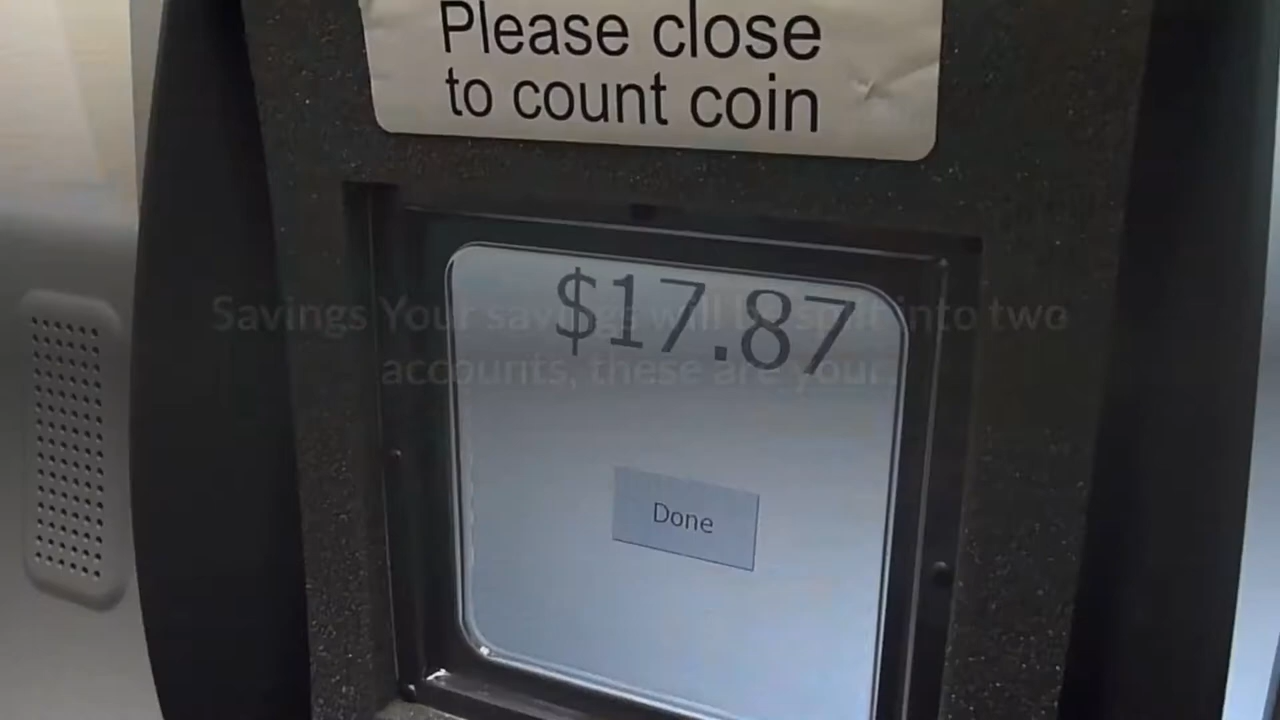 Please close
to count coin
$17.87
Savings Your savings will be split into two
accounts, these are your
Done